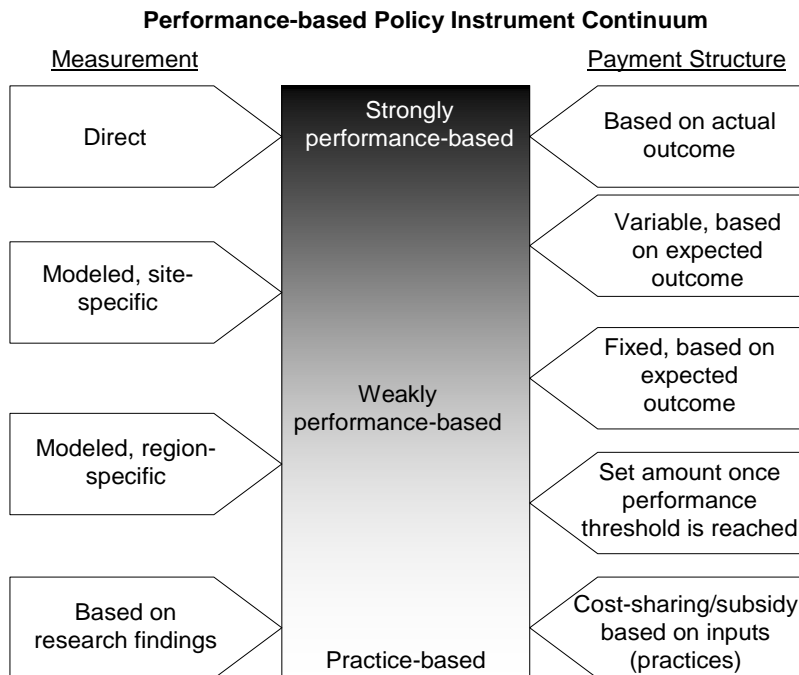 Performance-based Policy Instrument Continuum
Measurement
Payment Structure
Direct
Strongly
performance-based
Based on actual
outcome
Modeled, site-
specific
Variable, based
on expected
outcome
Weakly
performance-based
Fixed, based on
expected
outcome
Modeled, region-
specific
Set amount once
performance
threshold is reached
Based on
research findings
Practice-based
Cost-sharing/subsidy
based on inputs
(practices)